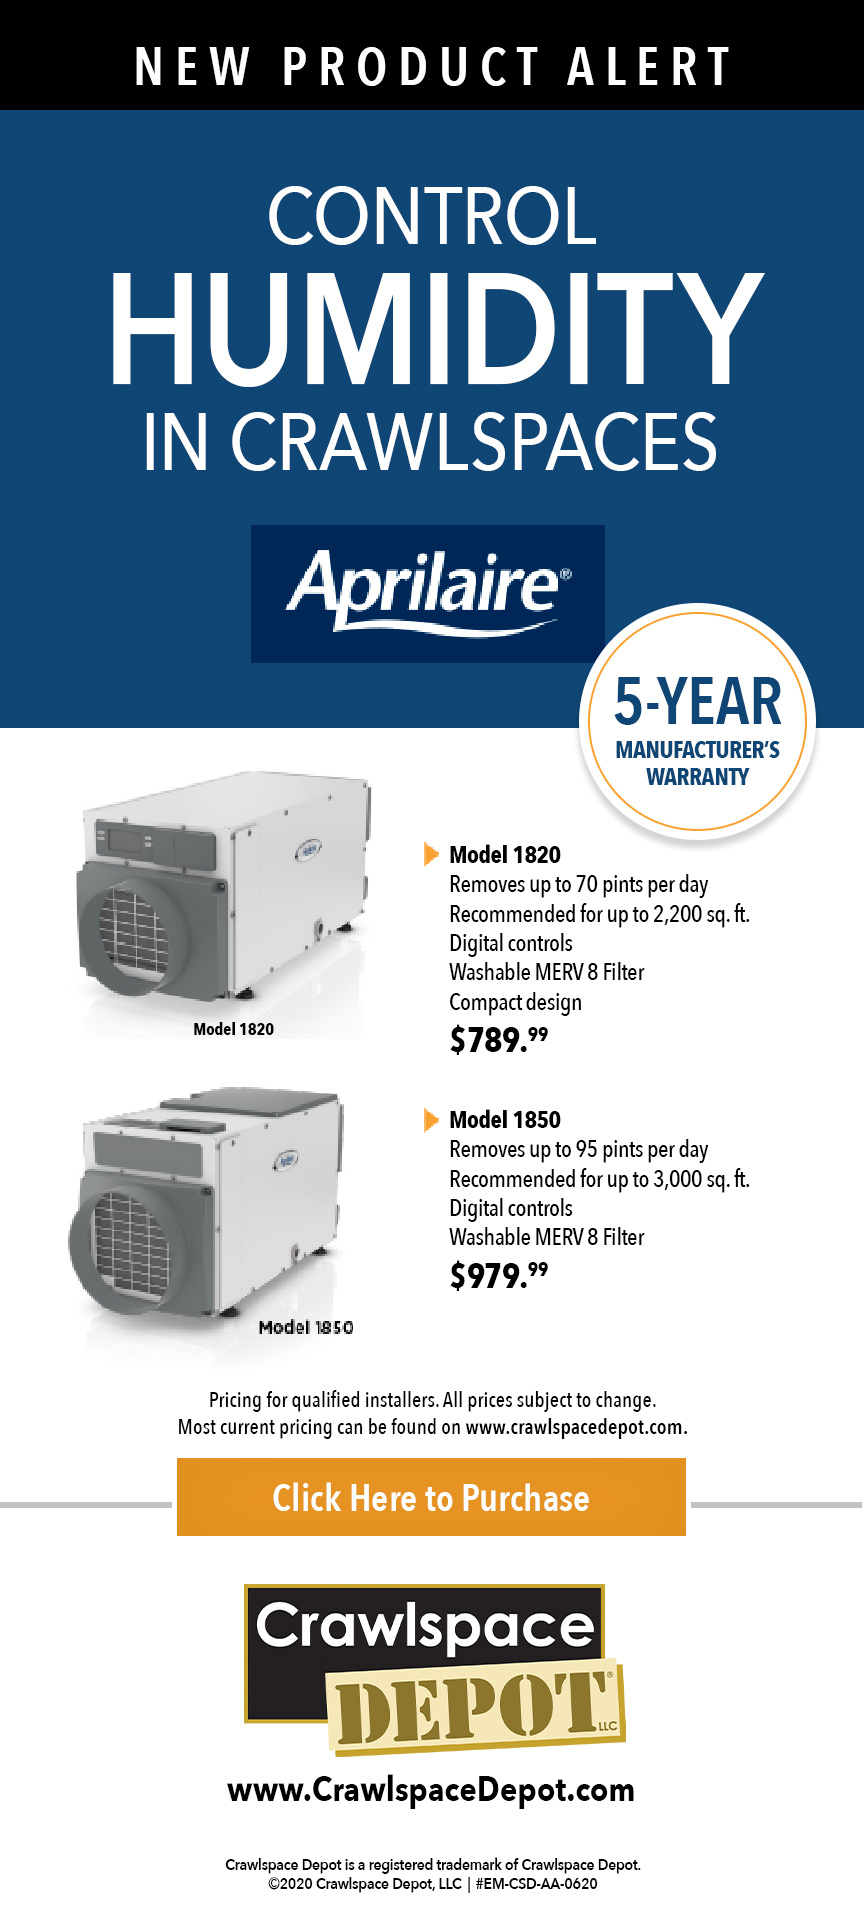 NEW PRODUCT ALERT
CONTROL
HUMIDITY
IN CRAWLSPACES
Aprilaire®
5-YEAR
MANUFACTURER'S
WARRANTY
Model 1820
Removes up to 70 pints per day
Recommended for up to 2,200 sq. ft.
Digital controls
Washable MERV 8 Filter
Compact design
$789.99
Model 1820
Model 1850
Removes up to 95 pints per day
Recommended for up to 3,000 sq. ft.
Digital controls
Washable MERV 8 Filter
$979.99
Model 1850
Pricing for qualified installers. All prices subject to change.
Most current pricing can be found on www.crawlspacedepot.com.
Click Here to Purchase
Crawlspace
DEPOT®
LLC
www.CrawlspaceDepot.com
Crawlspace Depot is a registered trademark of Crawlspace Depot.
©2020 Crawlspace Depot, LLC | #EM-CSD-AA-0620